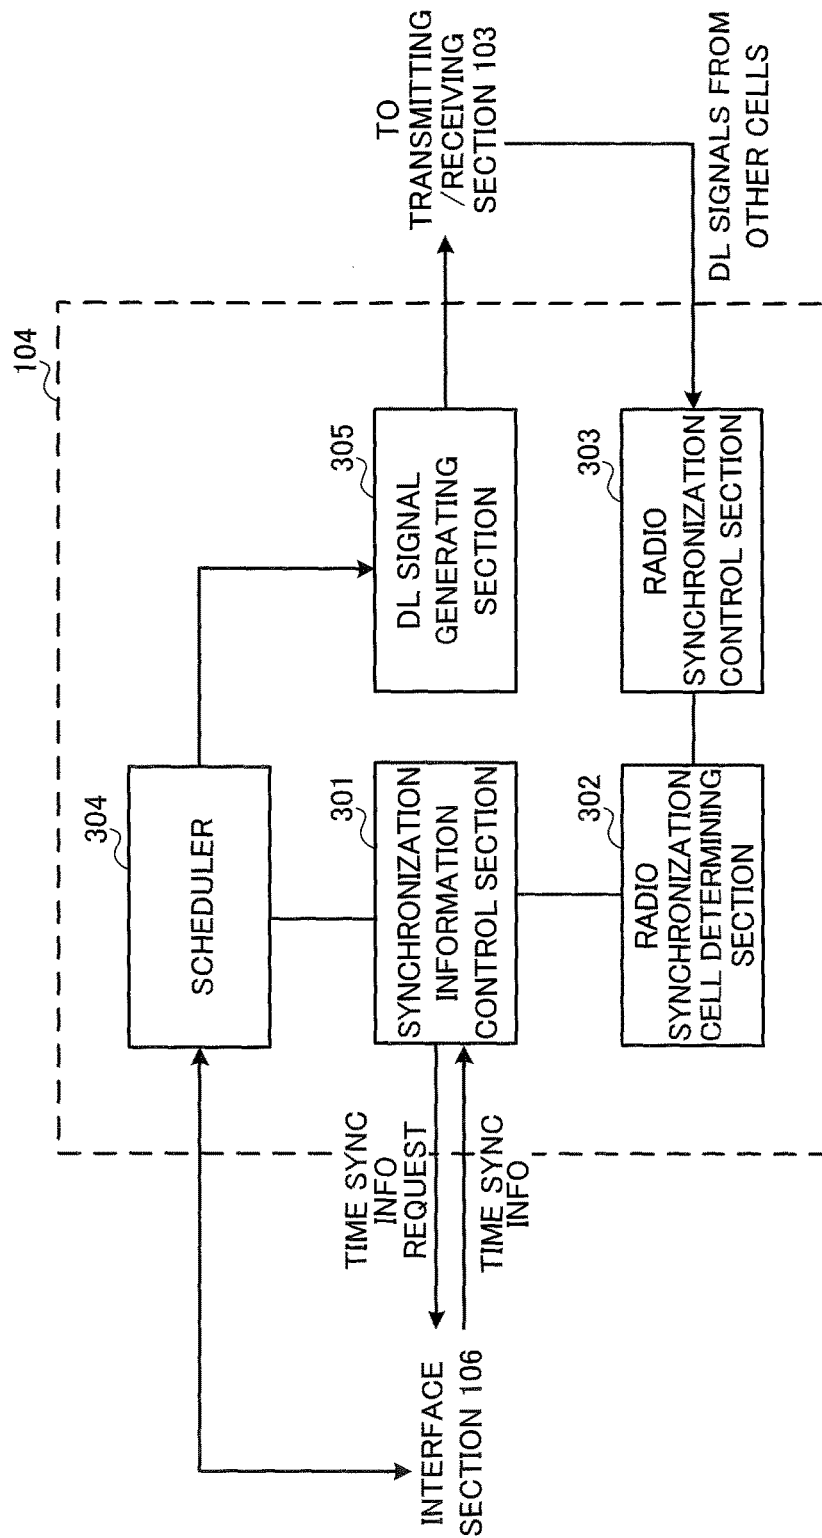 104
304
SCHEDULER
TO
TRANSMITTING
/RECEIVING
SECTION 103
INTERFACE
SECTION 106
TIME SYNC
INFO
REQUEST
TIME SYNC
INFO
301
SYNCHRONIZATION
INFORMATION
CONTROL SECTION
305
DL SIGNAL
GENERATING
SECTION
302
RADIO
SYNCHRONIZATION
CELL DETERMINING
SECTION
303
RADIO
SYNCHRONIZATION
CONTROL SECTION
DL SIGNALS FROM
OTHER CELLS